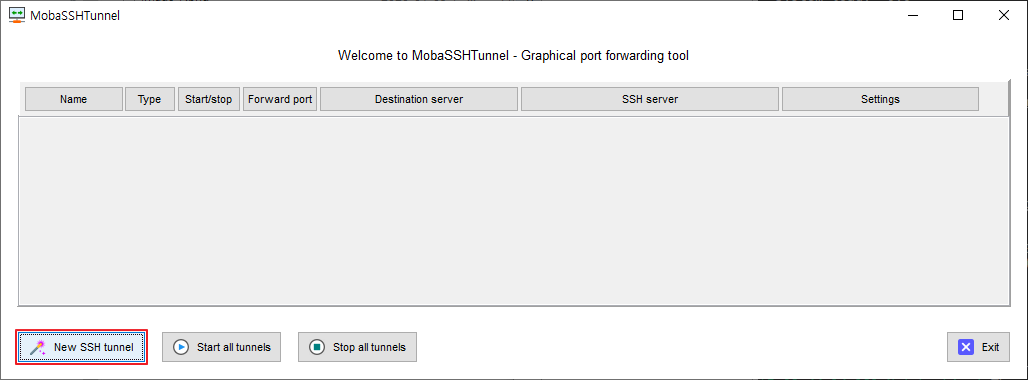 MobaSSHTunnel
Welcome to MobaSSHTunnel - Graphical port forwarding tool
Name Type Start/stop Forward port Destination server SSH server Settings
New SSH tunnel Start all tunnels Stop all tunnels Exit